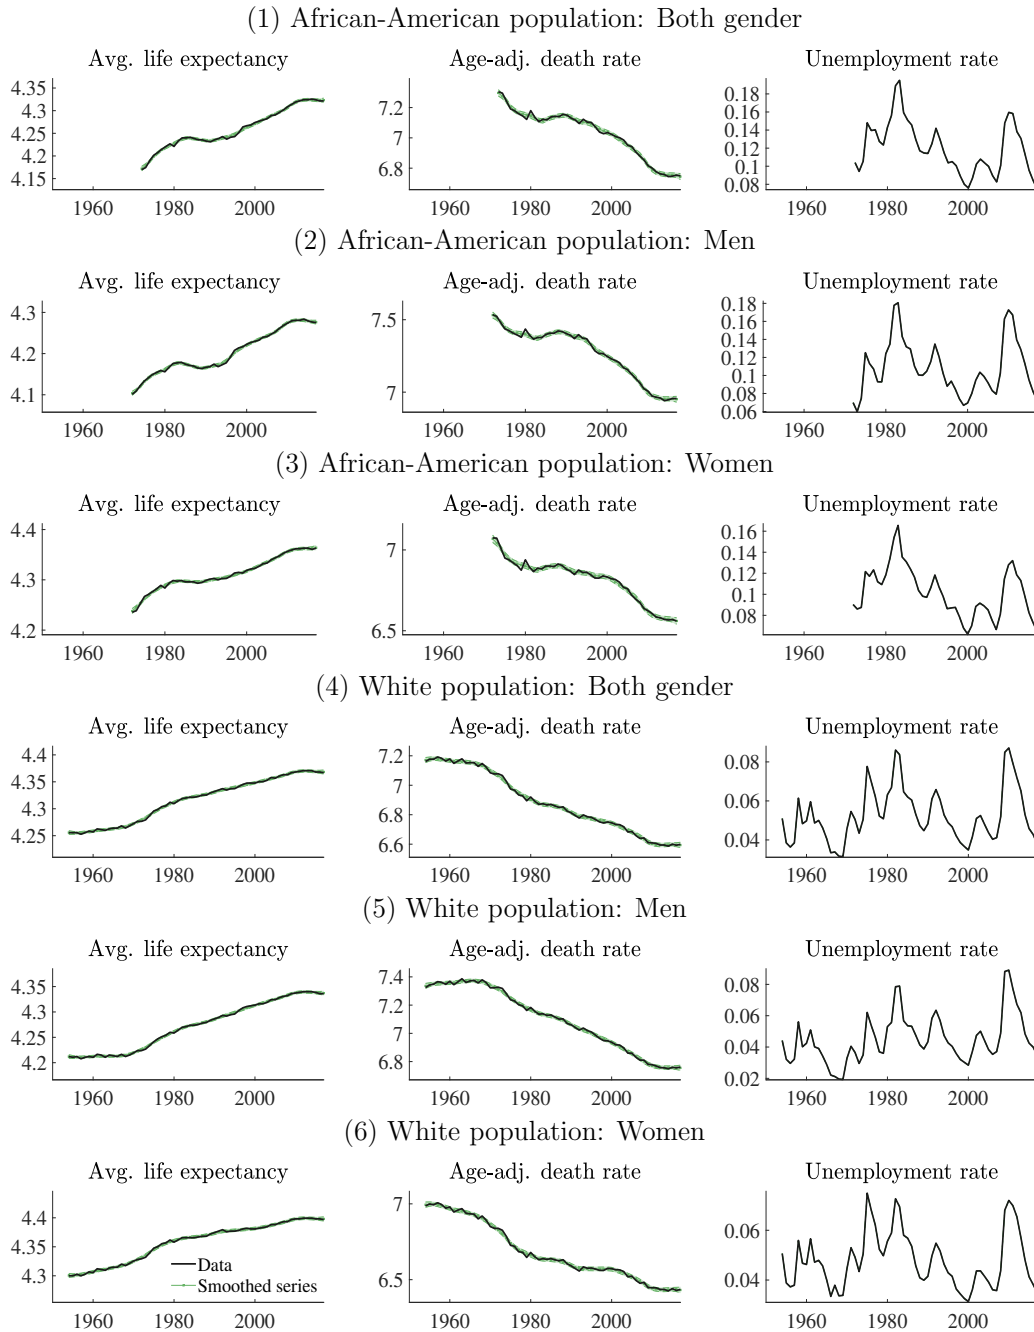 (1) African-American population: Both gender
Avg. life expectancy Age-adj. death rate Unemployment rate
4.35
4.3
4.25
4.2
4.15
1960 1980 2000
7.2
7
6.8
1960 1980 2000
0.18
0.16
0.14
0.12
0.1
0.08
1960 1980 2000
(2) African-American population: Men
Avg. life expectancy Age-adj. death rate Unemployment rate
4.3
4.2
4.1
1960 1980 2000
7.5
7
1960 1980 2000
0.18
0.16
0.14
0.12
0.1
0.08
0.06
1960 1980 2000
(3) African-American population: Women
Avg. life expectancy Age-adj. death rate Unemployment rate
4.4
4.3
4.2
1960 1980 2000
7
6.5
1960 1980 2000
0.16
0.14
0.12
0.1
0.08
1960 1980 2000
(4) White population: Both gender
Avg. life expectancy Age-adj. death rate Unemployment rate
4.4
4.35
4.3
4.25
1960 1980 2000
7.2
7
6.8
6.6
1960 1980 2000
0.08
0.06
0.04
1960 1980 2000
(5) White population: Men
Avg. life expectancy Age-adj. death rate Unemployment rate
4.35
4.3
4.25
4.2
1960 1980 2000
7.4
7.2
7
6.8
1960 1980 2000
0.08
0.06
0.04
0.02
1960 1980 2000
(6) White population: Women
Avg. life expectancy Age-adj. death rate Unemployment rate
4.4
4.35
4.3
Data
Smoothed series
1960 1980 2000
7
6.5
1960 1980 2000
0.06
0.04
1960 1980 2000